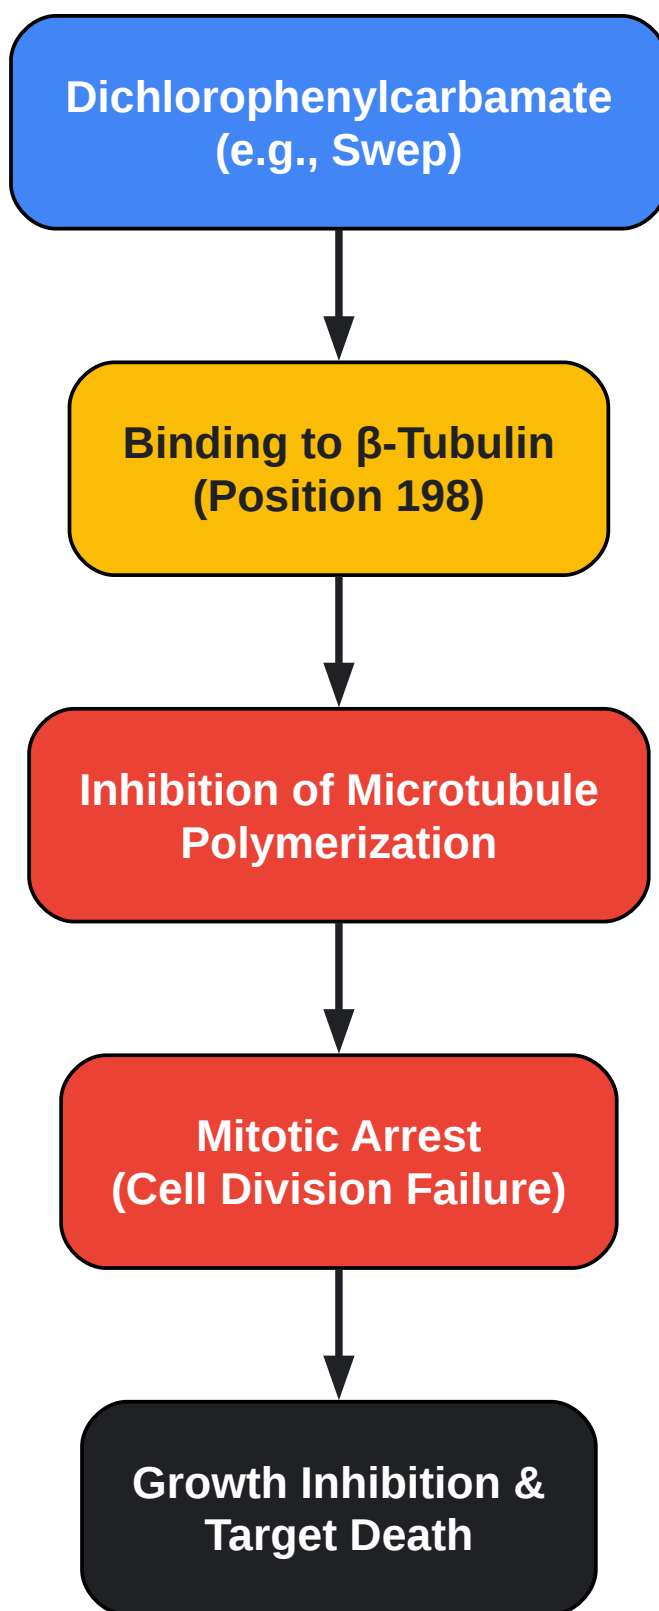 Dichlorophenylcarbamate
(e.g., Swep)
Binding to β-Tubulin
(Position 198)
Inhibition of Microtubule
Polymerization
Mitotic Arrest
(Cell Division Failure)
Growth Inhibition &
Target Death